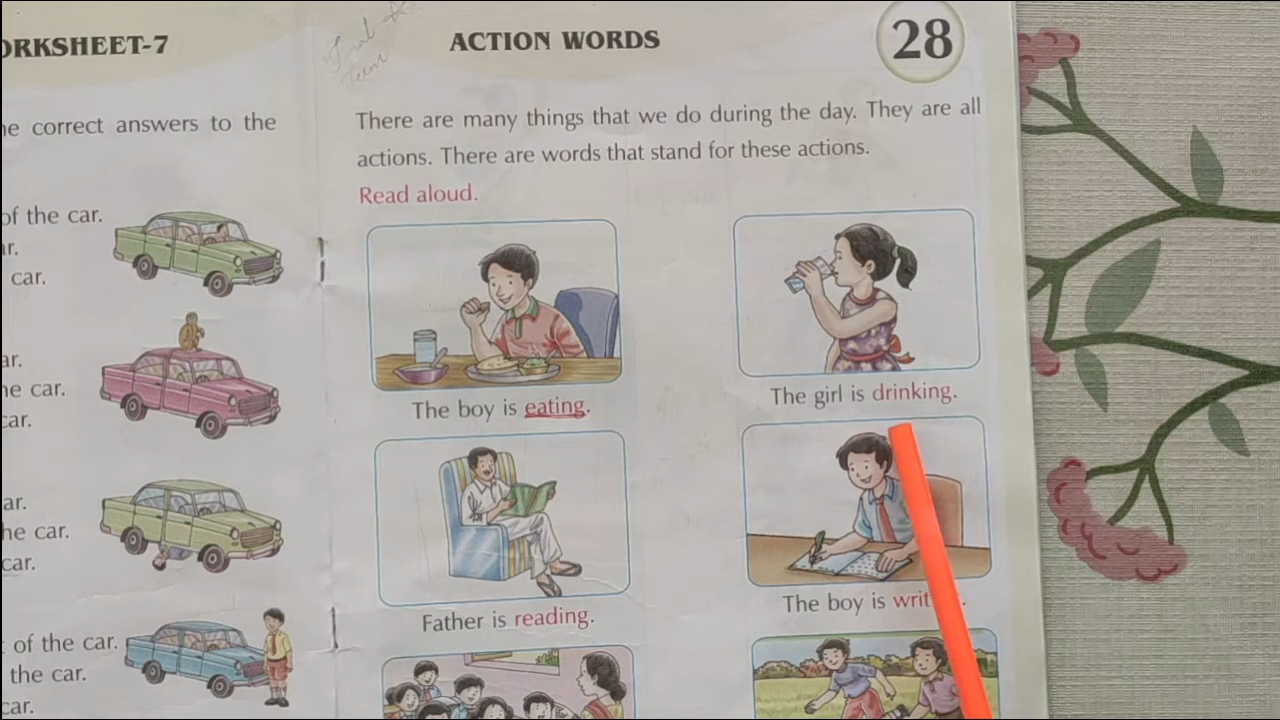 ORKSHEET-7
e correct answers to the
of the car.
ar.
car.
ar.
he car.
car.
ar.
he car.
car.
of the car.
the car.
car.
ACTION WORDS
28
There are many things that we do during the day. They are all
actions. There are words that stand for these actions.
Read aloud.
The boy is eating.
The girl is drinking.
Father is reading.
The boy is